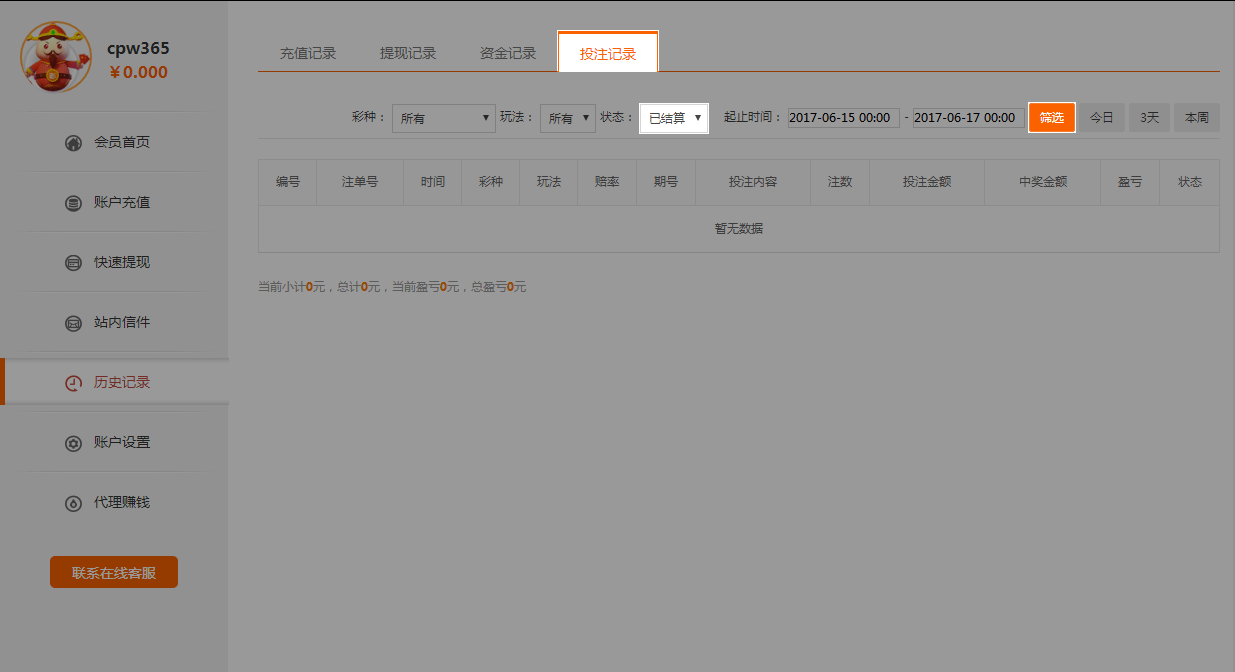 cpw365
¥0.000
会员首页
账户充值
快速提现
站内信件
历史记录
账户设置
代理赚钱
联系在线客服
充值记录 提现记录 资金记录 投注记录
彩种： 所有 玩法： 所有 状态： 已结算 起止时间： 2017-06-15 00:00 - 2017-06-17 00:00 筛选 今日 3天 本周
编号 注单号 时间 彩种 玩法 赔率 期号 投注内容 注数 投注金额 中奖金额 盈亏 状态
暂无数据
当前小计0元，总计0元，当前盈亏0元，总盈亏0元